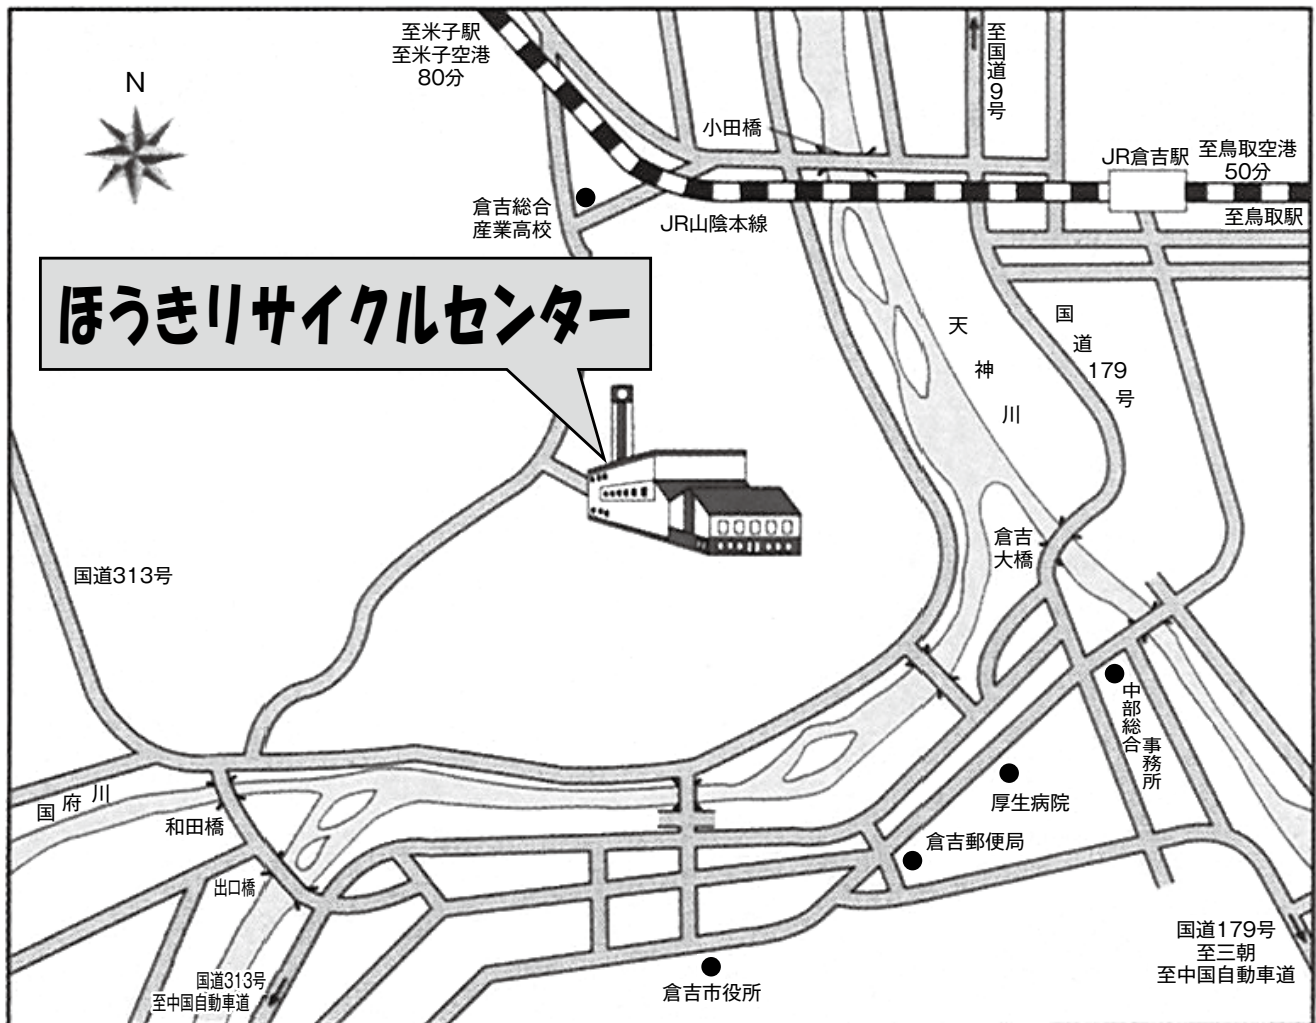 至米子駅
至米子空港
80分
N
至国道9号
小田橋
JR倉吉駅
至鳥取空港
50分
至鳥取駅
倉吉総合
産業高校
JR山陰本線
ほうきリサイクルセンター
天神川
国道179号
倉吉
大橋
国道313号
中部総合
事務所
国府川
和田橋
厚生病院
倉吉郵便局
出口橋
国道313号
至中国自動車道
倉吉市役所
国道179号
至三朝
至中国自動車道